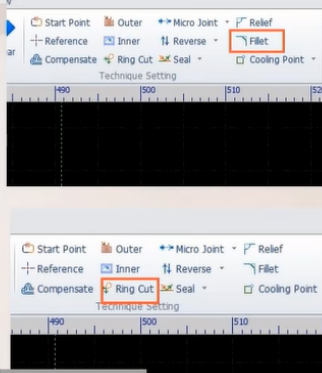 Start Point Outer Micro Joint Relief
Reference Inner Reverse Fillet
ar Compensate Ring Cut Seal Cooling Point
Technique Setting
490 500 510 52
Start Point Outer Micro Joint Relief
Reference Inner Reverse Fillet
Compensate Ring Cut Seal Cooling Point
Technique Setting
490 500 510